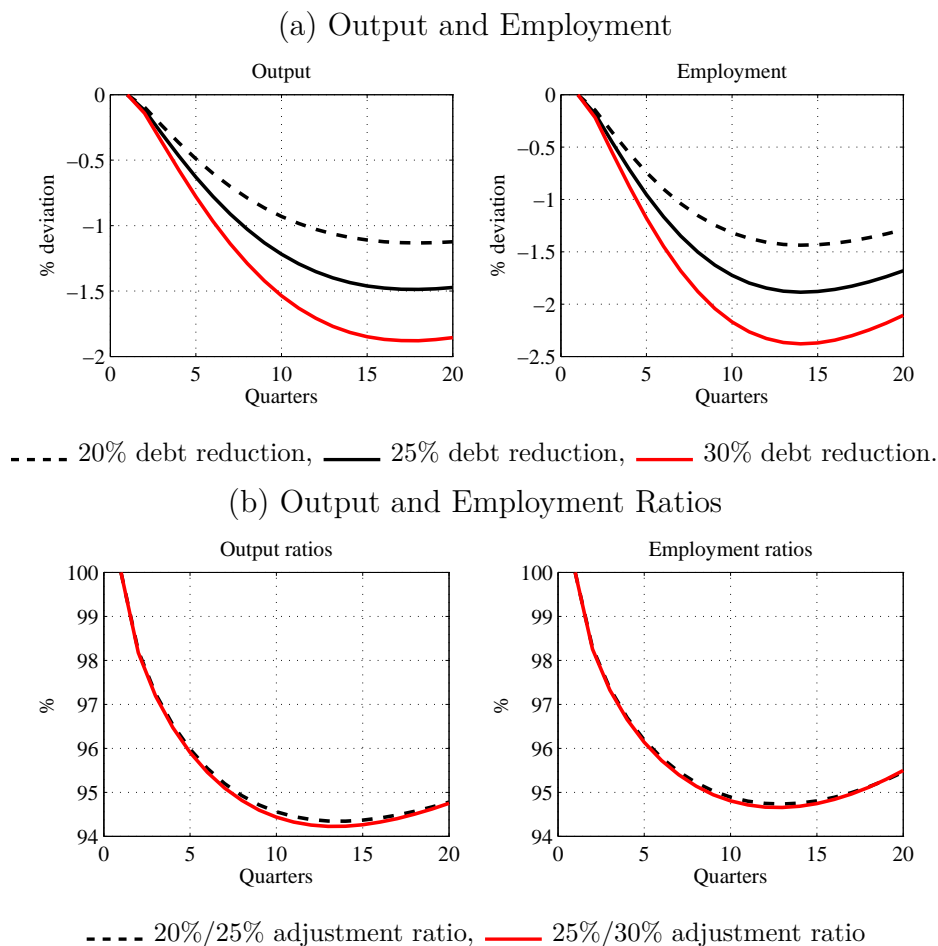 (a) Output and Employment
Output
Employment
0
−0.5
−1
−1.5
−2
% deviation
0 5 10 15 20
Quarters
0
−0.5
−1
−1.5
−2
−2.5
% deviation
0 5 10 15 20
Quarters
20% debt reduction, 25% debt reduction, 30% debt reduction.
(b) Output and Employment Ratios
Output ratios
Employment ratios
100
99
98
97
96
95
94
%
0 5 10 15 20
Quarters
100
99
98
97
96
95
94
%
0 5 10 15 20
Quarters
20%/25% adjustment ratio, 25%/30% adjustment ratio